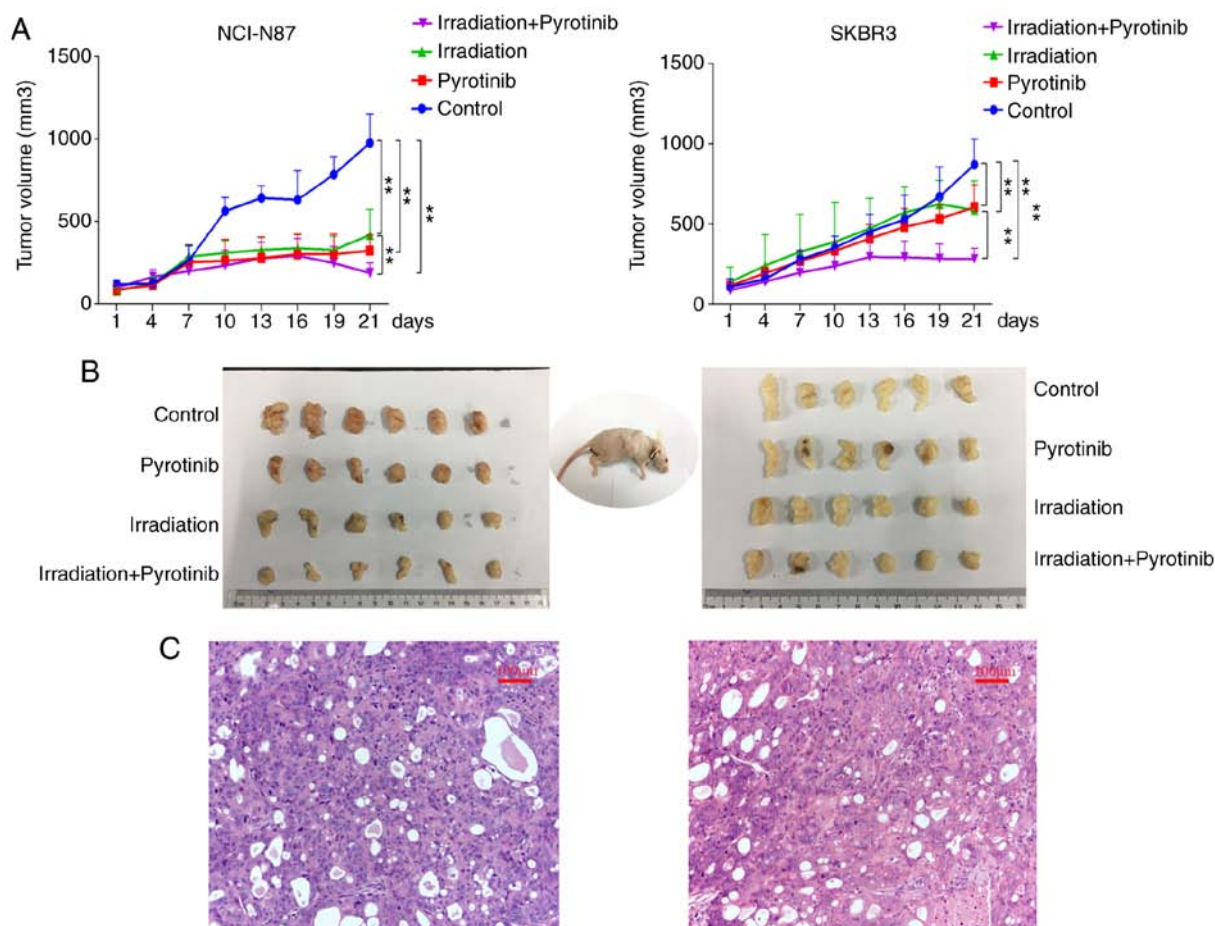 A
NCI-N87
Irradiation+Pyrotinib
Irradiation
Pyrotinib
Control
Tumor volume (mm3)
1500
1000
500
0
1 4 7 10 13 16 19 21 days
**
**
**
**
SKBR3
Irradiation+Pyrotinib
Irradiation
Pyrotinib
Control
Tumor volume (mm3)
1500
1000
500
0
1 4 7 10 13 16 19 21 days
**
**
**
**
B
Control
Pyrotinib
Irradiation
Irradiation+Pyrotinib
Control
Pyrotinib
Irradiation
Irradiation+Pyrotinib
C
100μm
100μm